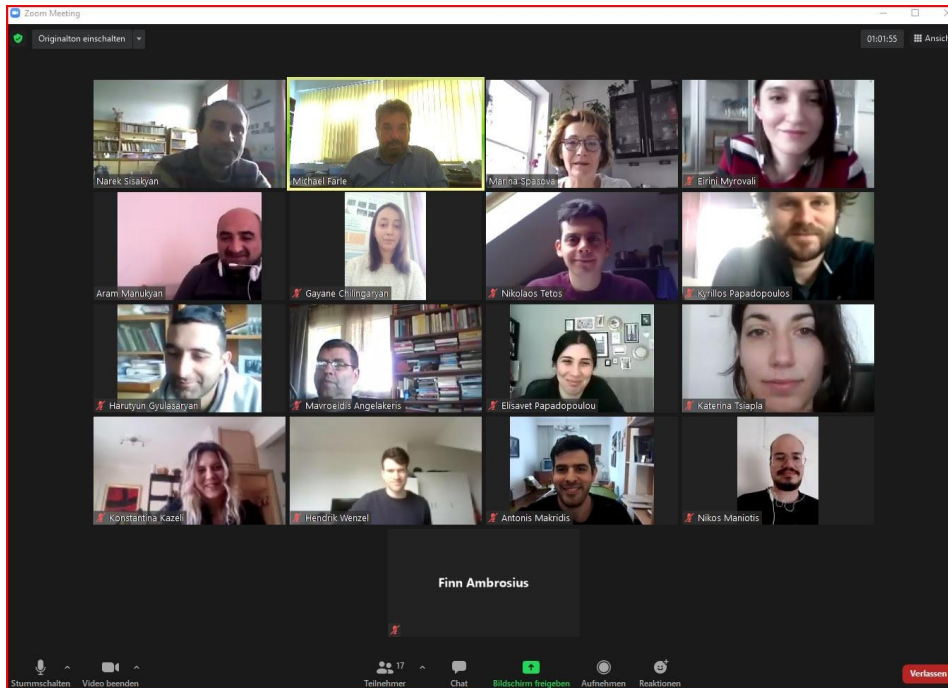 Zoom Meeting
Originalton einschalten
01:01:55
Ansich
Narek Sisakyan
Michael Farle
Marina Spasova
Eirini Myrovali
Aram Manukyan
Gayane Chilingaryan
Nikolaos Tetos
Kyrillos Papadopoulos
Harutyun Gyulasaryan
Mavroeidis Angelakeris
Elisavet Papadopoulou
Katerina Tsiapla
Konstantina Kazeli
Hendrik Wenzel
Antonis Makridis
Nikos Maniotis
Finn Ambrosius
Stummschalten
Video beenden
17
Teilnehmer
Chat
Bildschirm freigeben
Aufnehmen
Reaktionen
Verlassen